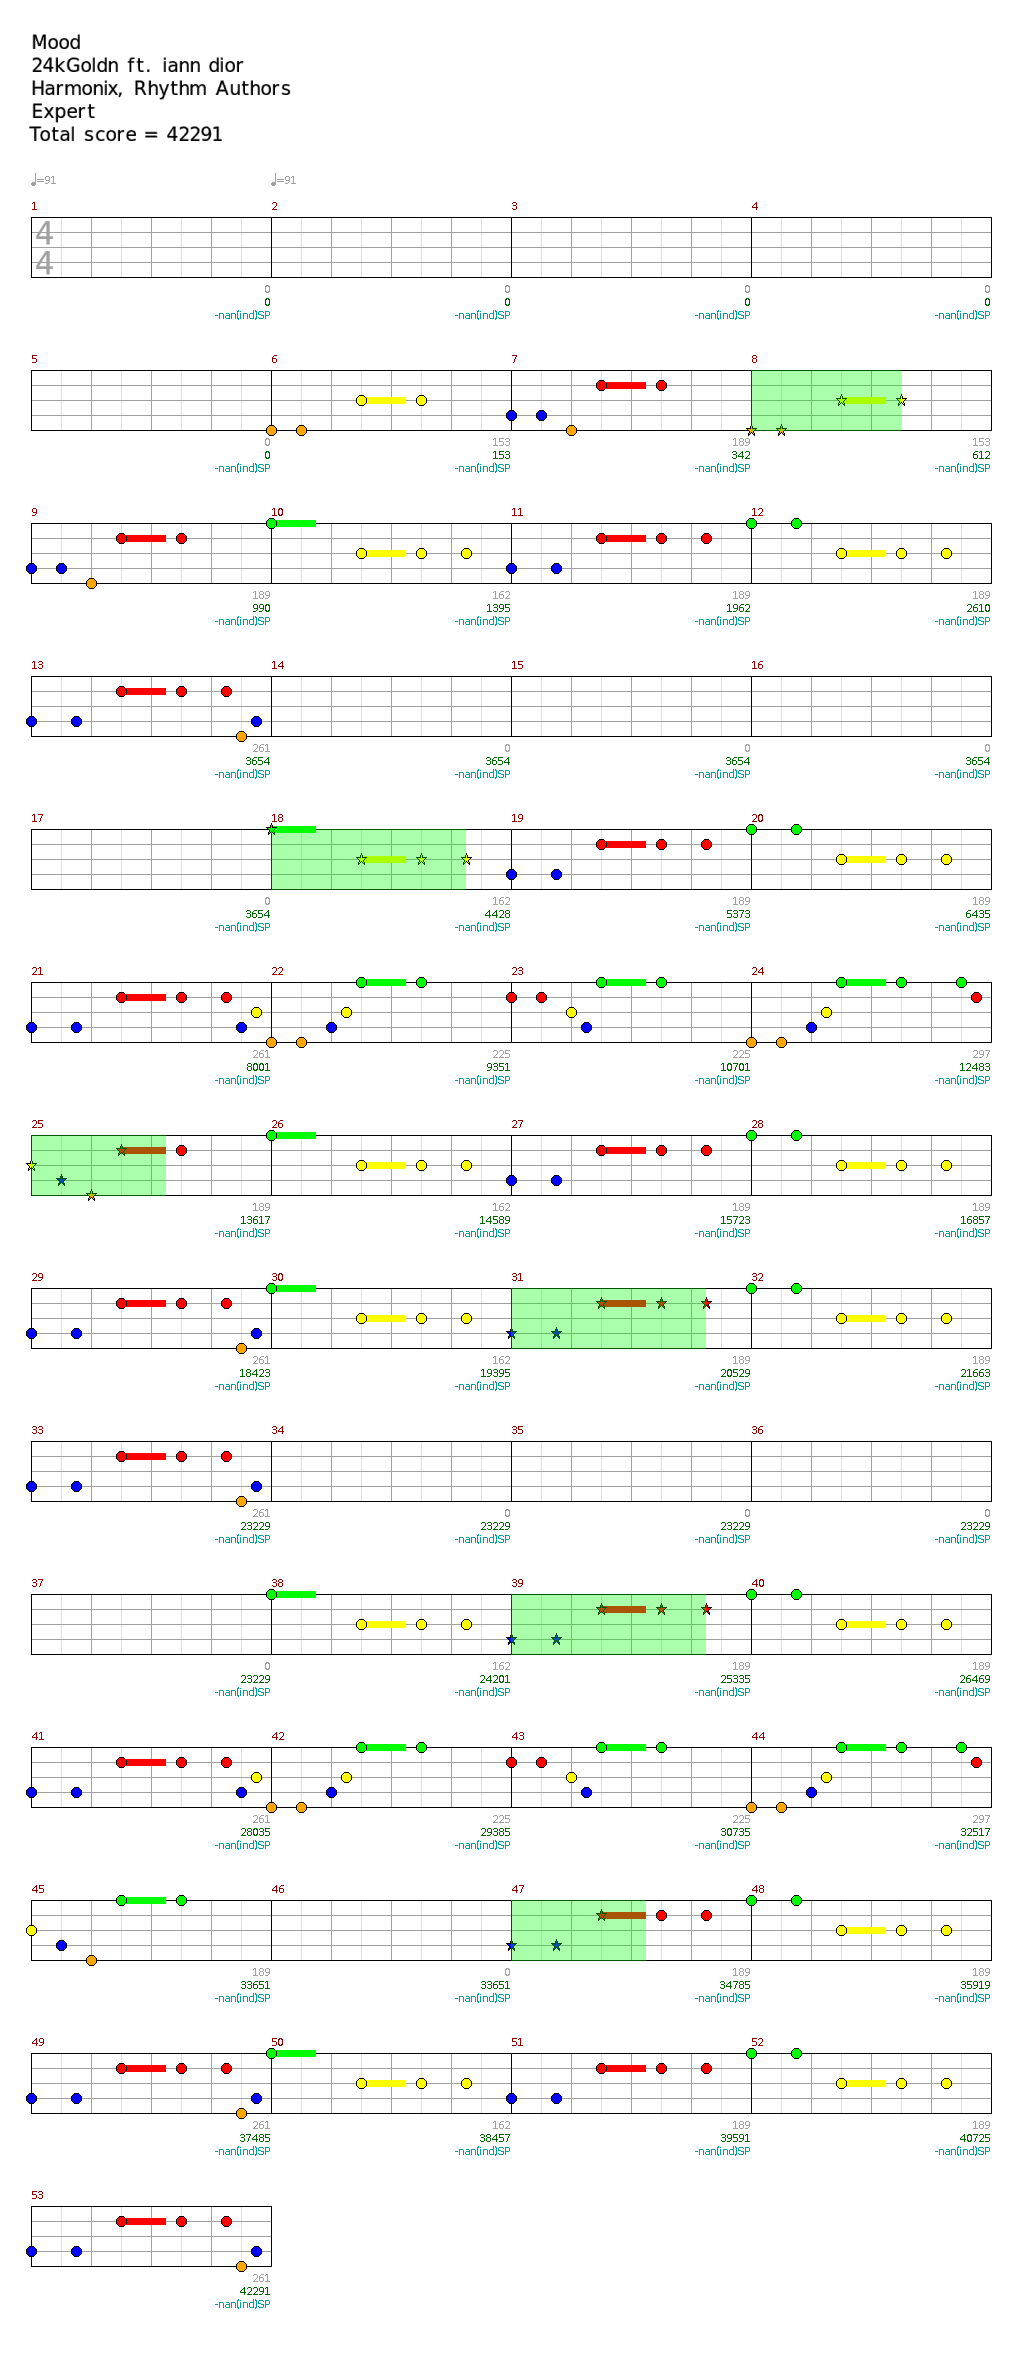 Mood
24kGoldn ft. iann dior
Harmonix, Rhythm Authors
Expert
Total score = 42291
♩=91 ♩=91
1 2 3 4
4
4
0 0 0 0
0 0 0 0
-nan(ind)SP -nan(ind)SP -nan(ind)SP -nan(ind)SP
5 6 7 8
0 153 189 153
0 153 342 612
-nan(ind)SP -nan(ind)SP -nan(ind)SP -nan(ind)SP
9 10 11 12
189 162 189 189
990 1395 1962 2610
-nan(ind)SP -nan(ind)SP -nan(ind)SP -nan(ind)SP
13 14 15 16
261 0 0 0
3654 3654 3654 3654
-nan(ind)SP -nan(ind)SP -nan(ind)SP -nan(ind)SP
17 18 19 20
0 162 189 189
3654 4428 5373 6435
-nan(ind)SP -nan(ind)SP -nan(ind)SP -nan(ind)SP
21 22 23 24
261 225 225 297
8001 9351 10701 12483
-nan(ind)SP -nan(ind)SP -nan(ind)SP -nan(ind)SP
25 26 27 28
189 162 189 189
13617 14589 15723 16857
-nan(ind)SP -nan(ind)SP -nan(ind)SP -nan(ind)SP
29 30 31 32
261 162 189 189
18423 19395 20529 21663
-nan(ind)SP -nan(ind)SP -nan(ind)SP -nan(ind)SP
33 34 35 36
261 0 0 0
23229 23229 23229 23229
-nan(ind)SP -nan(ind)SP -nan(ind)SP -nan(ind)SP
37 38 39 40
0 162 189 189
23229 24201 25335 26469
-nan(ind)SP -nan(ind)SP -nan(ind)SP -nan(ind)SP
41 42 43 44
261 225 225 297
28035 29385 30735 32517
-nan(ind)SP -nan(ind)SP -nan(ind)SP -nan(ind)SP
45 46 47 48
189 0 189 189
33651 33651 34785 35919
-nan(ind)SP -nan(ind)SP -nan(ind)SP -nan(ind)SP
49 50 51 52
261 162 189 189
37485 38457 39591 40725
-nan(ind)SP -nan(ind)SP -nan(ind)SP -nan(ind)SP
53
261
42291
-nan(ind)SP